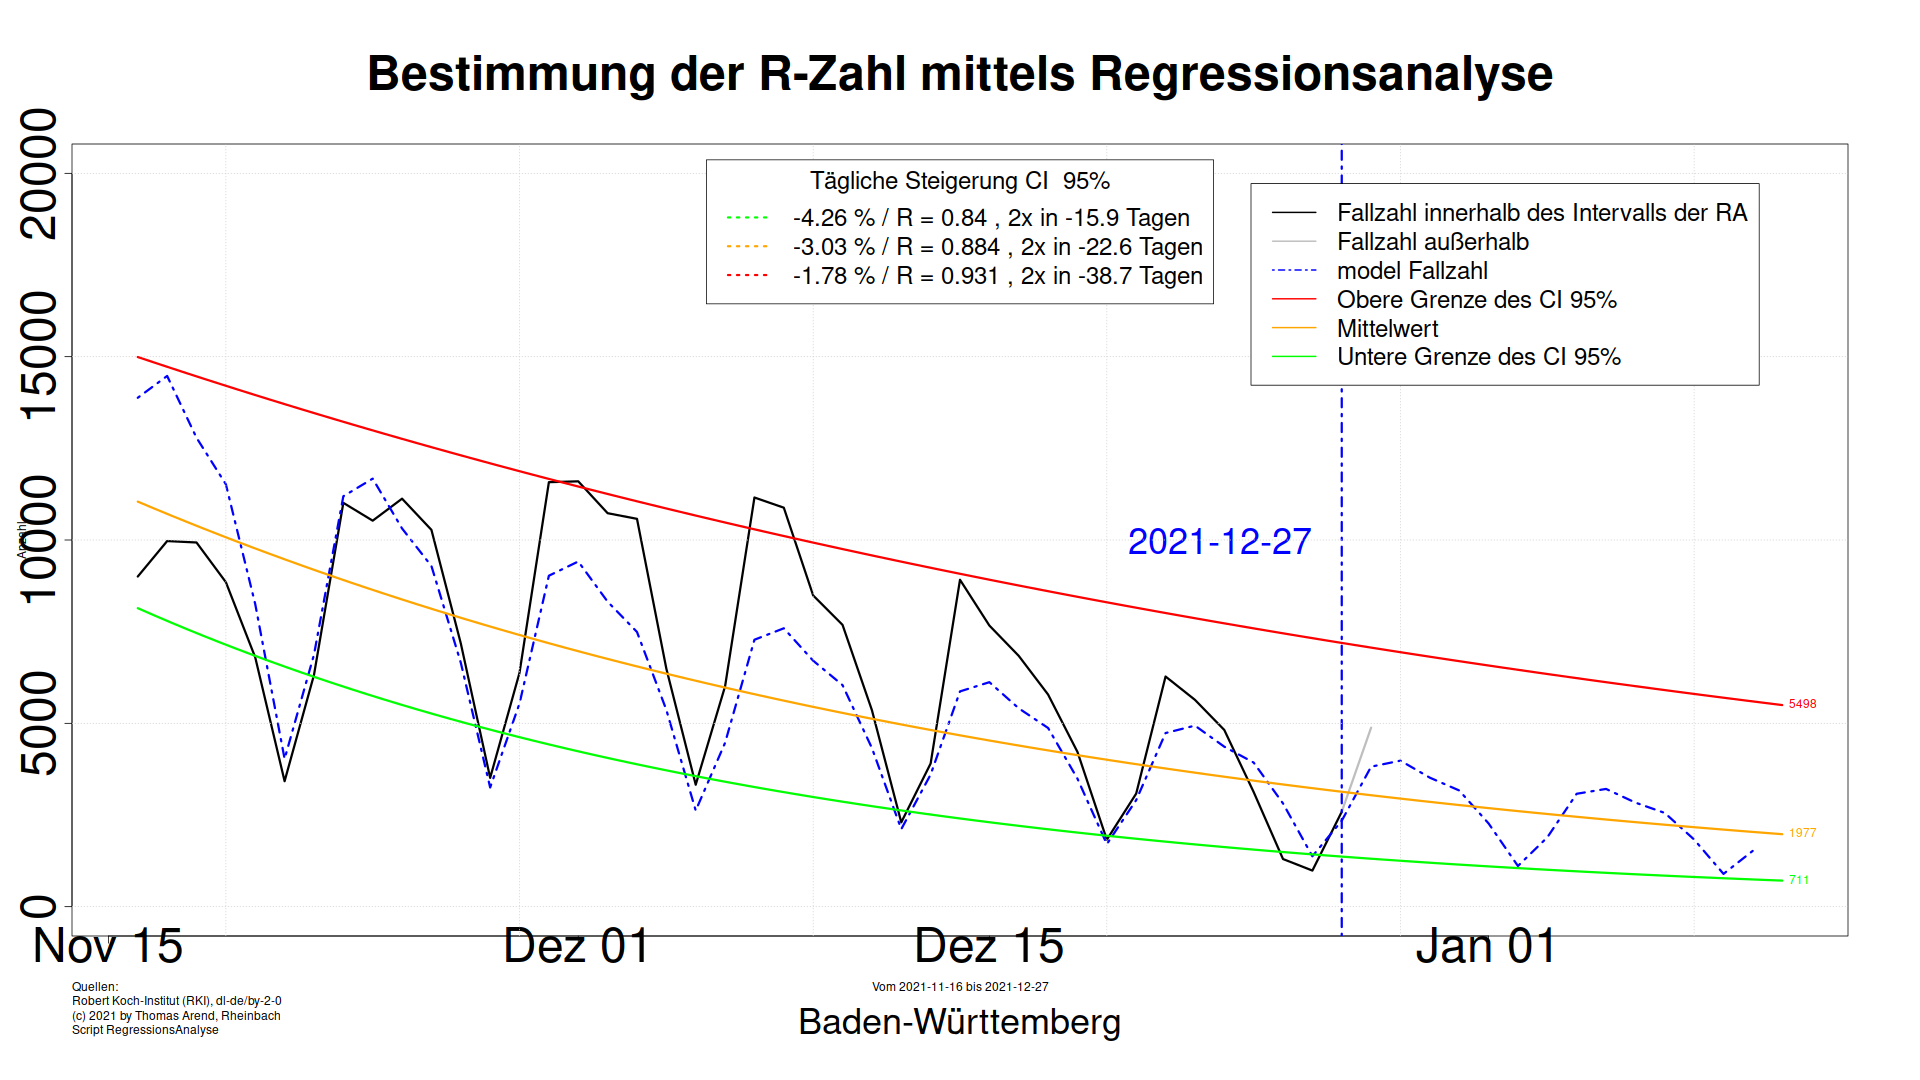 Bestimmung der R-Zahl mittels Regressionsanalyse
Anzahl
20000
15000
10000
5000
0
Tägliche Steigerung CI 95%
-4.26 % / R = 0.84 , 2x in -15.9 Tagen
-3.03 % / R = 0.884 , 2x in -22.6 Tagen
-1.78 % / R = 0.931 , 2x in -38.7 Tagen
Fallzahl innerhalb des Intervalls der RA
Fallzahl außerhalb
model Fallzahl
Obere Grenze des CI 95%
Mittelwert
Untere Grenze des CI 95%
2021-12-27
5498
1977
711
Nov 15
Dez 01
Dez 15
Jan 01
Quellen:
Robert Koch-Institut (RKI), dl-de/by-2-0
(c) 2021 by Thomas Arend, Rheinbach
Script RegressionsAnalyse
Vom 2021-11-16 bis 2021-12-27
Baden-Württemberg